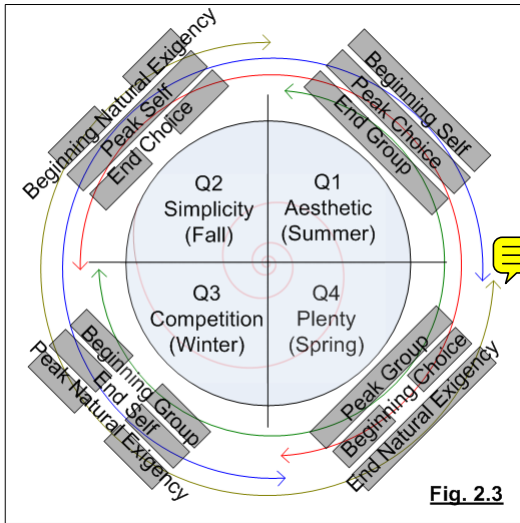 Beginning Natural Exigency
Peak Self
End Choice
Beginning Self
Peak Choice
End Group
Q2
Simplicity
(Fall)
Q1
Aesthetic
(Summer)
Q3
Competition
(Winter)
Q4
Plenty
(Spring)
Beginning Group
End Self
Peak Natural Exigency
Peak Group
Beginning Choice
End Natural Exigency
Fig. 2.3